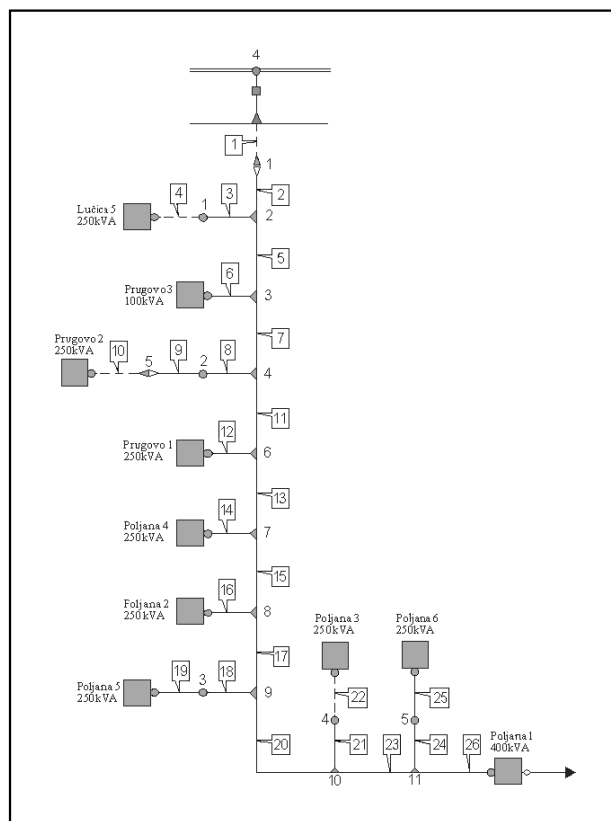 4
1
1
4
3
1
2
2
Lučica 5
250kVA
5
6
Prugovo 3
100kVA
3
7
Prugovo 2
250kVA
10
5
9
2
8
4
11
12
Prugovo 1
250kVA
6
13
14
Poljana 4
250kVA
7
15
16
Poljana 2
250kVA
8
17
Poljana 3
250kVA
Poljana 6
250kVA
19
3
18
Poljana 5
250kVA
9
22
25
4
5
20
21
23
24
26
Poljana 1
400kVA
10
11